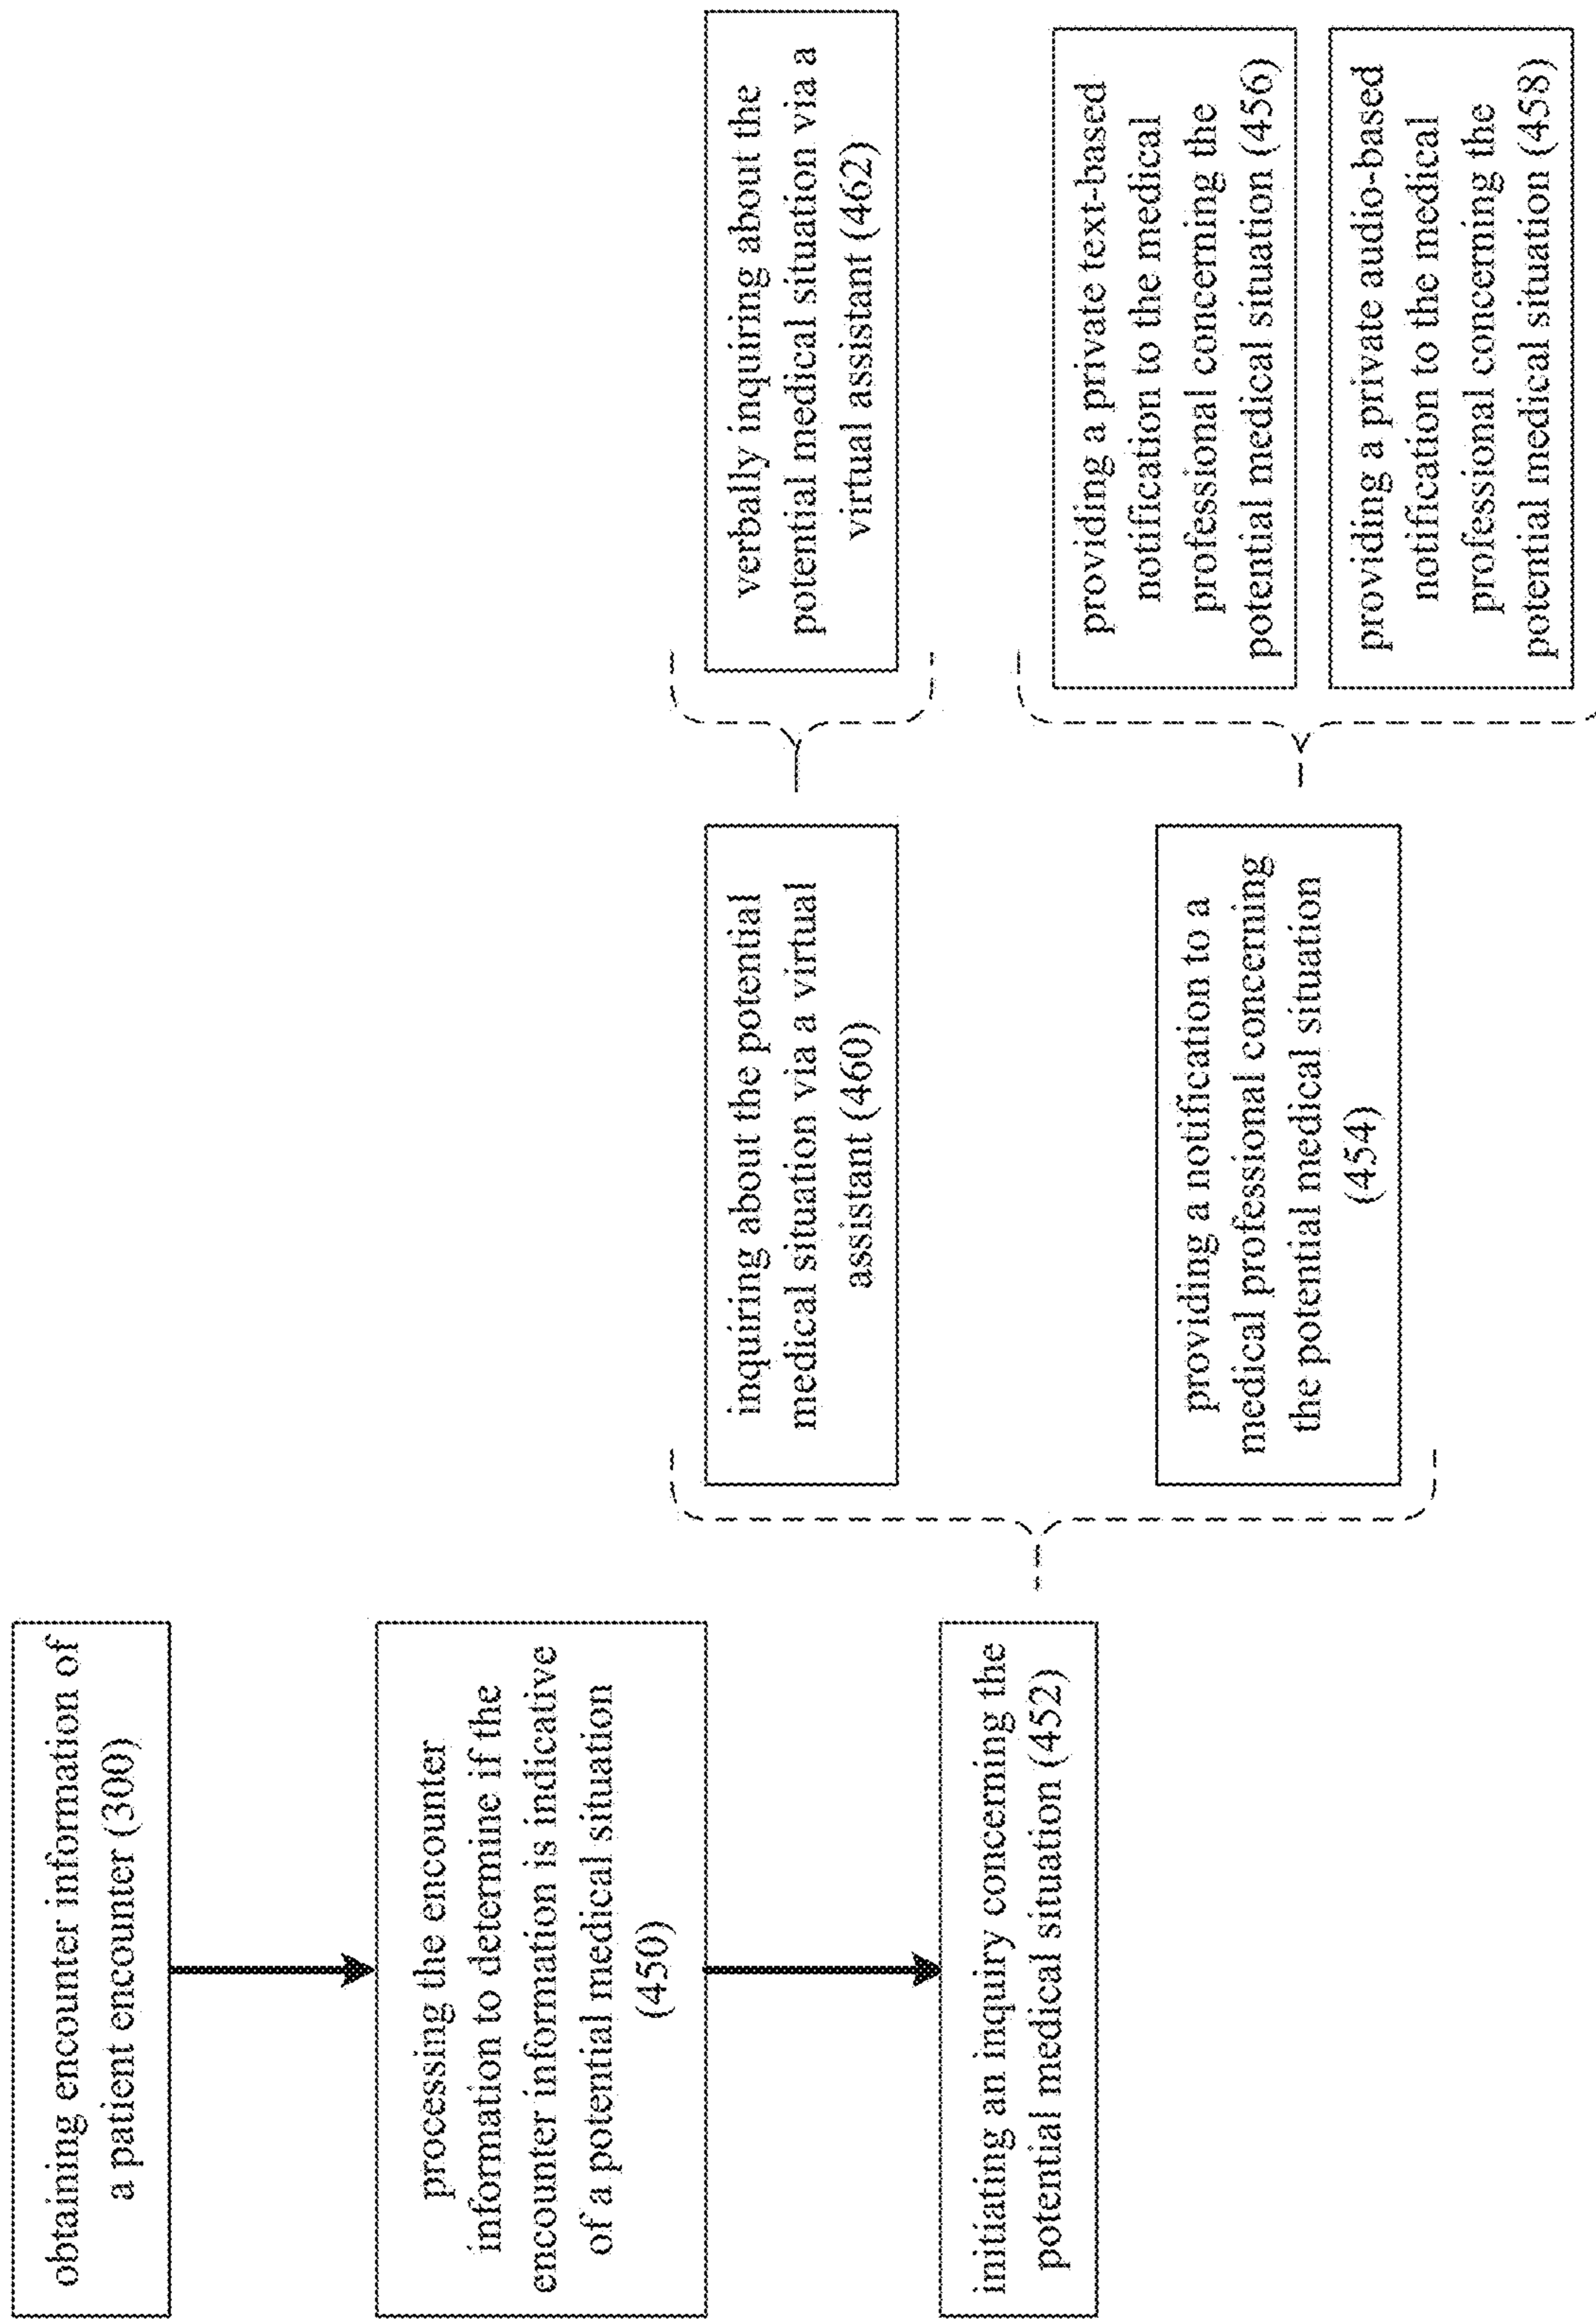 obtaining encounter information of
a patient encounter (300)
processing the encounter
information to determine if the
encounter information is indicative
of a potential medical situation
(450)
initiating an inquiry concerning the
potential medical situation (452)
inquiring about the potential
medical situation via a virtual
assistant (460)
providing a notification to a
medical professional concerning
the potential medical situation
(454)
verbally inquiring about the
potential medical situation via a
virtual assistant (462)
providing a private text-based
notification to the medical
professional concerning the
potential medical situation (456)
providing a private audio-based
notification to the medical
professional concerning the
potential medical situation (458)